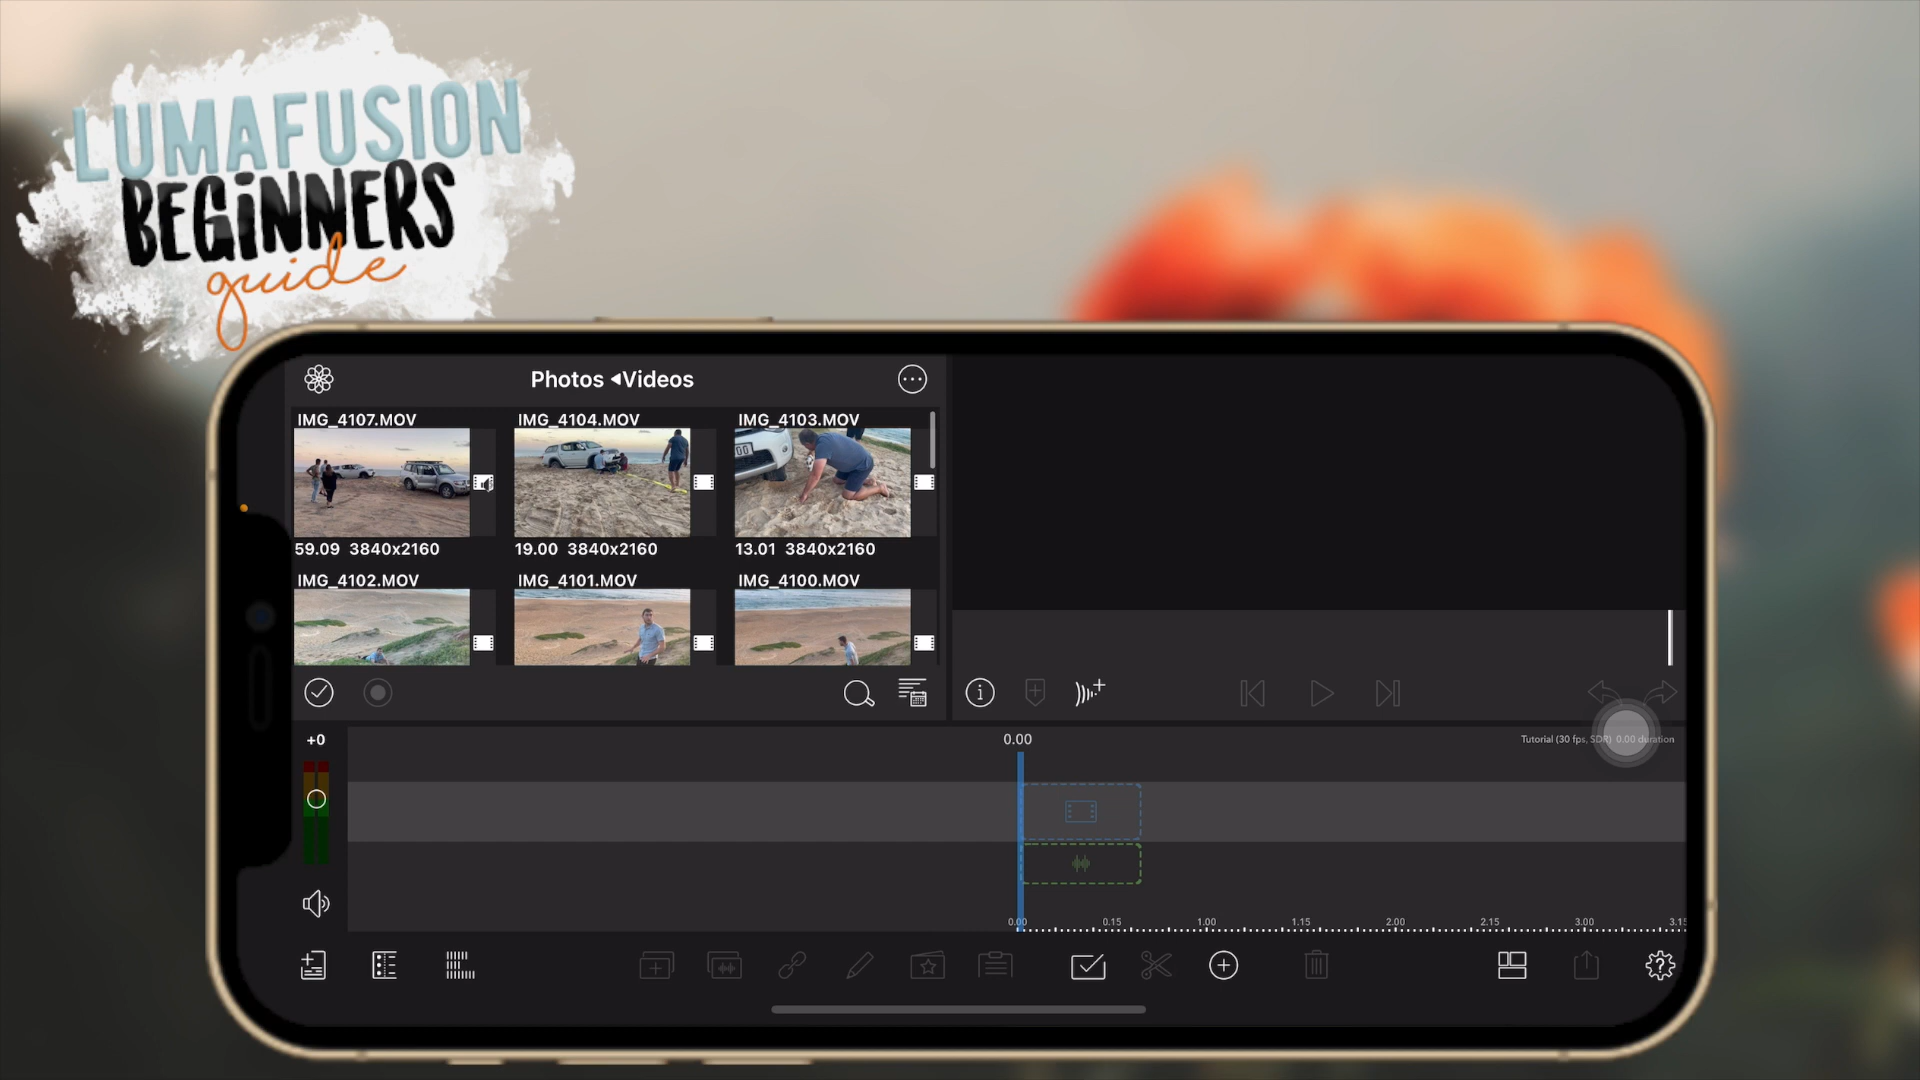 LUMAFUSION
BEGiNNERS
guide
Photos ◂Videos
IMG_4107.MOV
IMG_4104.MOV
IMG_4103.MOV
59.09 3840x2160
19.00 3840x2160
13.01 3840x2160
IMG_4102.MOV
IMG_4101.MOV
IMG_4100.MOV
+0
0.00
Tutorial (30 fps, SDR) 0.00 duration
0.00 0.15 1.00 1.15 2.00 2.15 3.00 3.15